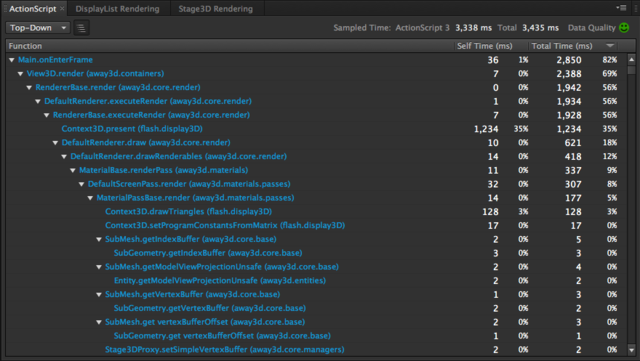 ActionScript × DisplayList Rendering Stage3D Rendering
Top-Down Sampled Time: ActionScript 3 3,338 ms Total 3,435 ms Data Quality
Function Self Time (ms) Total Time (ms)
Main.onEnterFrame 36 1% 2,850 82%
View3D.render (away3d.containers) 7 0% 2,388 69%
RendererBase.render (away3d.core.render) 0 0% 1,942 56%
DefaultRenderer.executeRender (away3d.core.render) 1 0% 1,934 56%
RendererBase.executeRender (away3d.core.render) 7 0% 1,928 56%
Context3D.present (flash.display3D) 1,234 35% 1,234 35%
DefaultRenderer.draw (away3d.core.render) 10 0% 621 18%
DefaultRenderer.drawRenderables (away3d.core.render) 14 0% 418 12%
MaterialBase.renderPass (away3d.materials) 11 0% 337 9%
DefaultScreenPass.render (away3d.materials.passes) 32 0% 307 8%
MaterialPassBase.render (away3d.materials.passes) 14 0% 177 5%
Context3D.drawTriangles (flash.display3D) 128 3% 128 3%
Context3D.setProgramConstantsFromMatrix (flash.display3D) 17 0% 17 0%
SubMesh.getIndexBuffer (away3d.core.base) 2 0% 5 0%
SubGeometry.getIndexBuffer (away3d.core.base) 3 0% 3 0%
SubMesh.getModelViewProjectionUnsafe (away3d.core.base) 2 0% 4 0%
Entity.getModelViewProjectionUnsafe (away3d.entities) 2 0% 2 0%
SubMesh.getVertexBuffer (away3d.core.base) 1 0% 3 0%
SubGeometry.getVertexBuffer (away3d.core.base) 2 0% 2 0%
SubMesh.get vertexBufferOffset (away3d.core.base) 2 0% 3 0%
SubGeometry.get vertexBufferOffset (away3d.core.base) 1 0% 1 0%
Stage3DProxy.setSimpleVertexBuffer (away3d.core.managers) 2 0% 2 0%